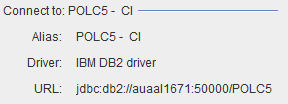 Connect to: POLC5 -  CI
Alias: POLC5 -  CI
Driver: IBM DB2 driver
URL: jdbc:db2://auaal1671:50000/POLC5